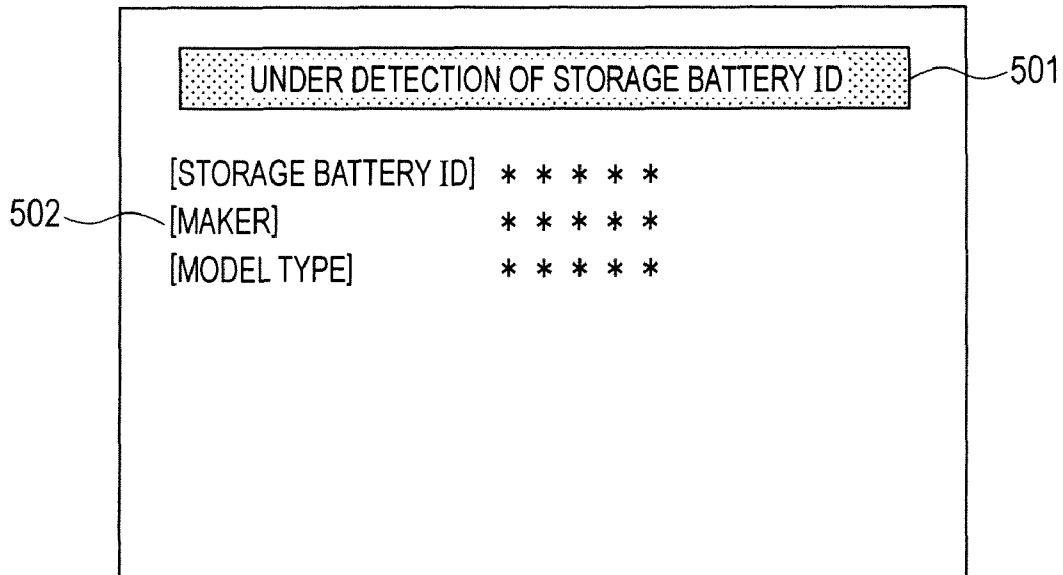 UNDER DETECTION OF STORAGE BATTERY ID
501
[STORAGE BATTERY ID] * * * * *
502
[MAKER] * * * * *
[MODEL TYPE] * * * * *